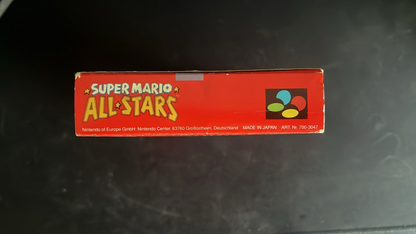 SUPER MARIO
ALL★STARS
Nintendo of Europe GmbH, Nintendo Center, 63760 Großostheim, Deutschland MADE IN JAPAN ART. Nr. 700-3047